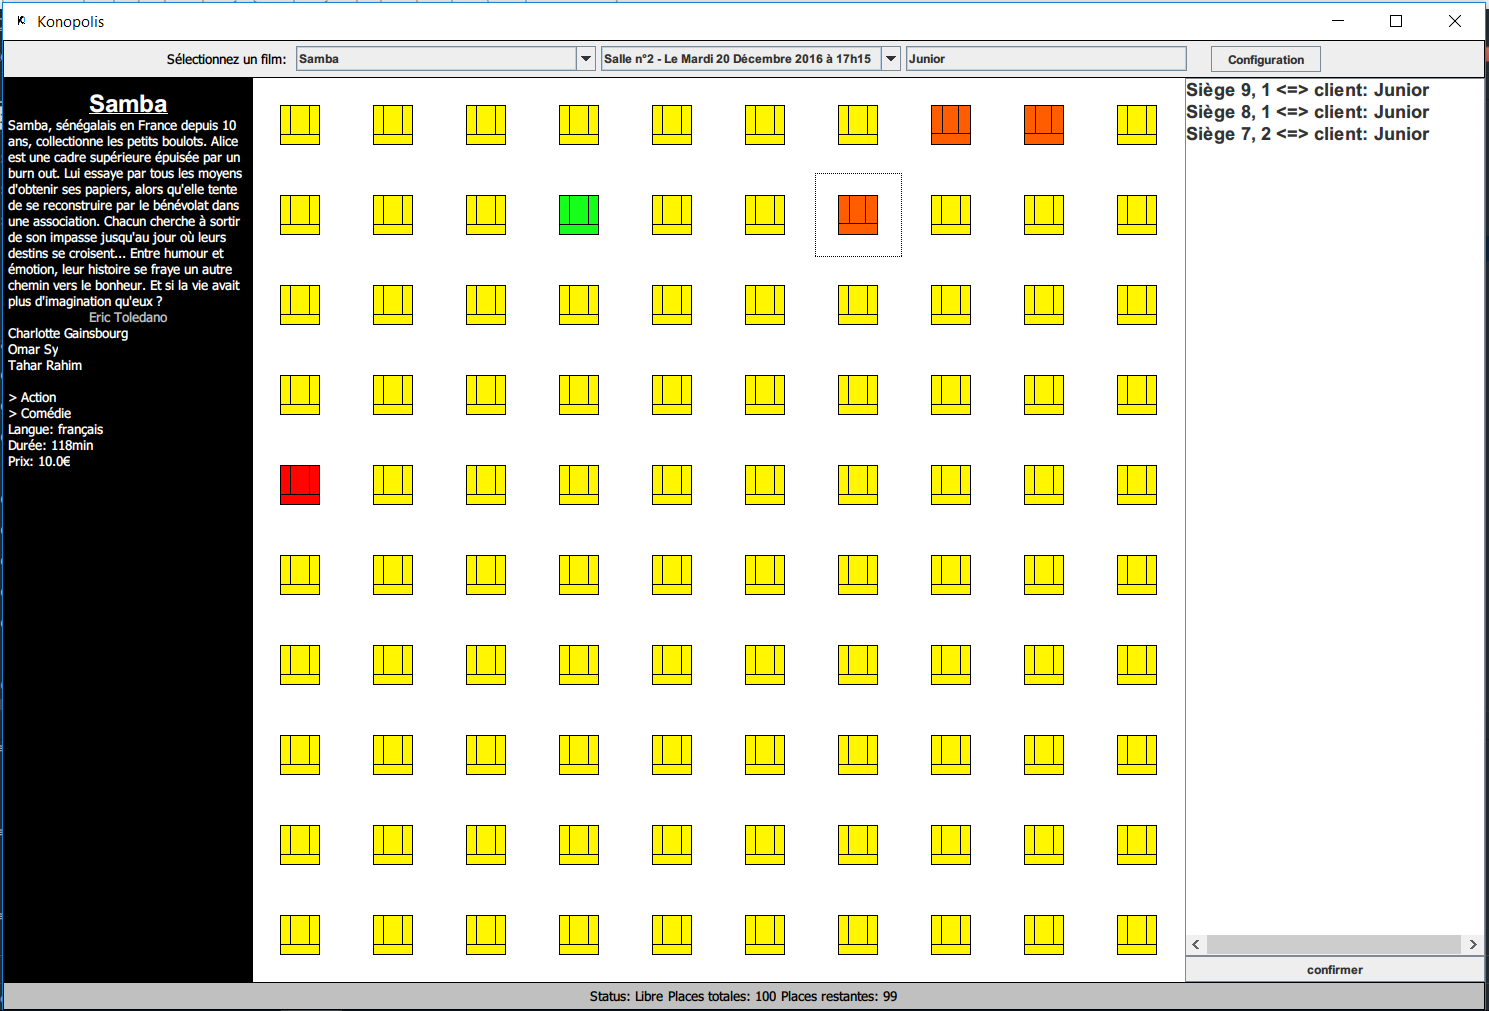 Konopolis
Sélectionnez un film: Samba Salle n°2 - Le Mardi 20 Décembre 2016 à 17h15 Junior Configuration
Samba
Samba, sénégalais en France depuis 10
ans, collectionne les petits boulots. Alice
est une cadre supérieure épuisée par un
burn out. Lui essaye par tous les moyens
d'obtenir ses papiers, alors qu'elle tente
de se reconstruire par le bénévolat dans
une association. Chacun cherche à sortir
de son impasse jusqu'au jour où leurs
destins se croisent... Entre humour et
émotion, leur histoire se fraye un autre
chemin vers le bonheur. Et si la vie avait
plus d'imagination qu'eux ?
Eric Toledano
Charlotte Gainsbourg
Omar Sy
Tahar Rahim
> Action
> Comédie
Langue: français
Durée: 118min
Prix: 10.0€
Siège 9, 1 <=> client: Junior
Siège 8, 1 <=> client: Junior
Siège 7, 2 <=> client: Junior
confirmer
Status: Libre Places totales: 100 Places restantes: 99